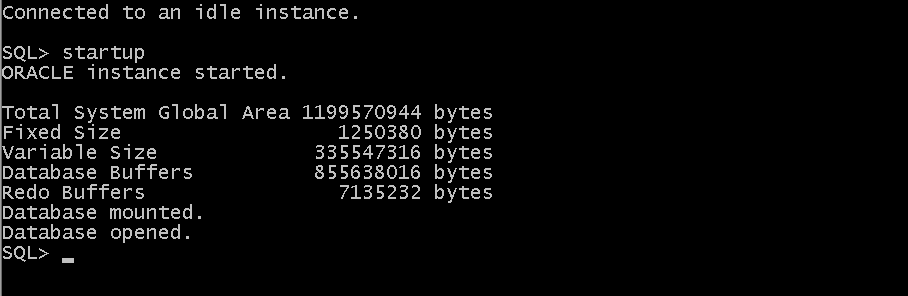 Connected to an idle instance.
SQL> startup
ORACLE instance started.
Total System Global Area 1199570944 bytes
Fixed Size                  1250380 bytes
Variable Size             335547316 bytes
Database Buffers          855638016 bytes
Redo Buffers                7135232 bytes
Database mounted.
Database opened.
SQL> _